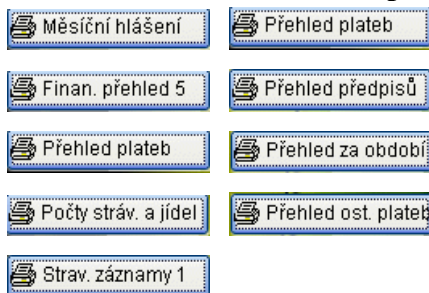 Měsíční hlášení
Přehled plateb
Finan. přehled 5
Přehled předpisů
Přehled plateb
Přehled za období
Počty stráv. a jídel
Přehled ost. plateb
Strav. záznamy 1